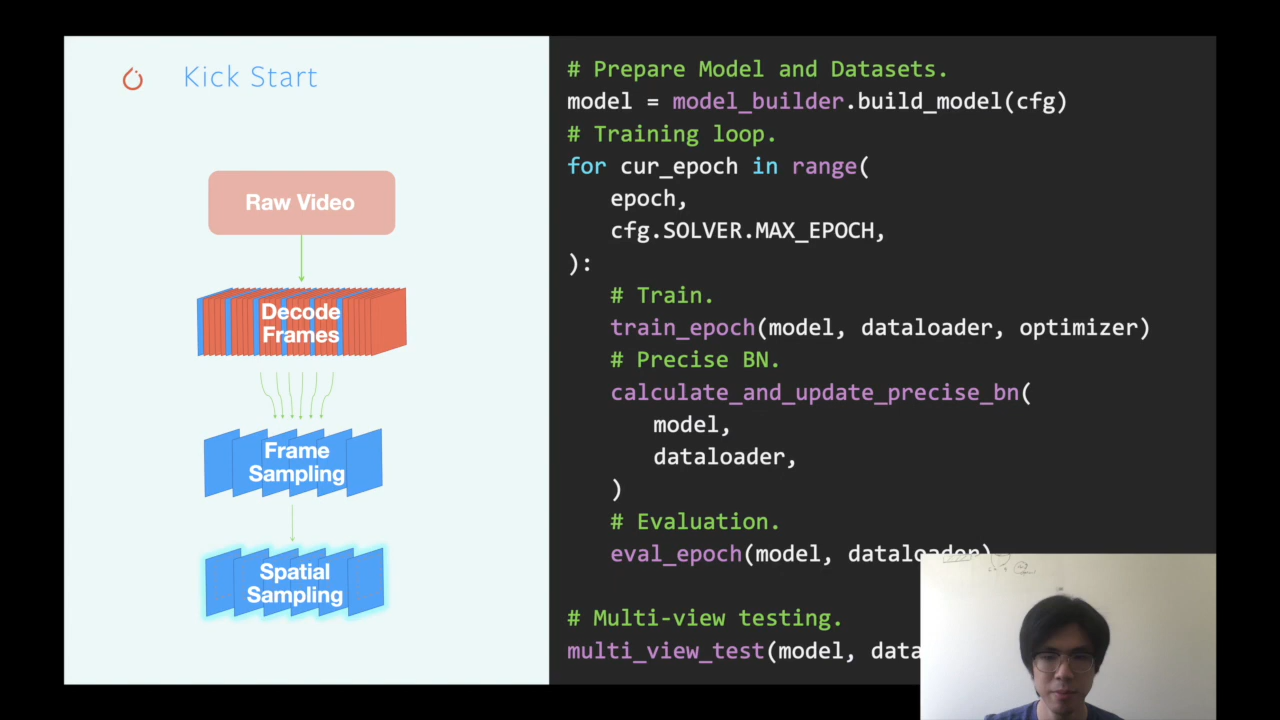 Kick Start
Raw Video
Decode
Frames
Frame
Sampling
Spatial
Sampling
# Prepare Model and Datasets.
model = model_builder.build_model(cfg)
# Training loop.
for cur_epoch in range(
epoch,
cfg.SOLVER.MAX_EPOCH,
):
# Train.
train_epoch(model, dataloader, optimizer)
# Precise BN.
calculate_and_update_precise_bn(
model,
dataloader,
)
# Evaluation.
eval_epoch(model, dataloader)
# Multi-view testing.
multi_view_test(model, data